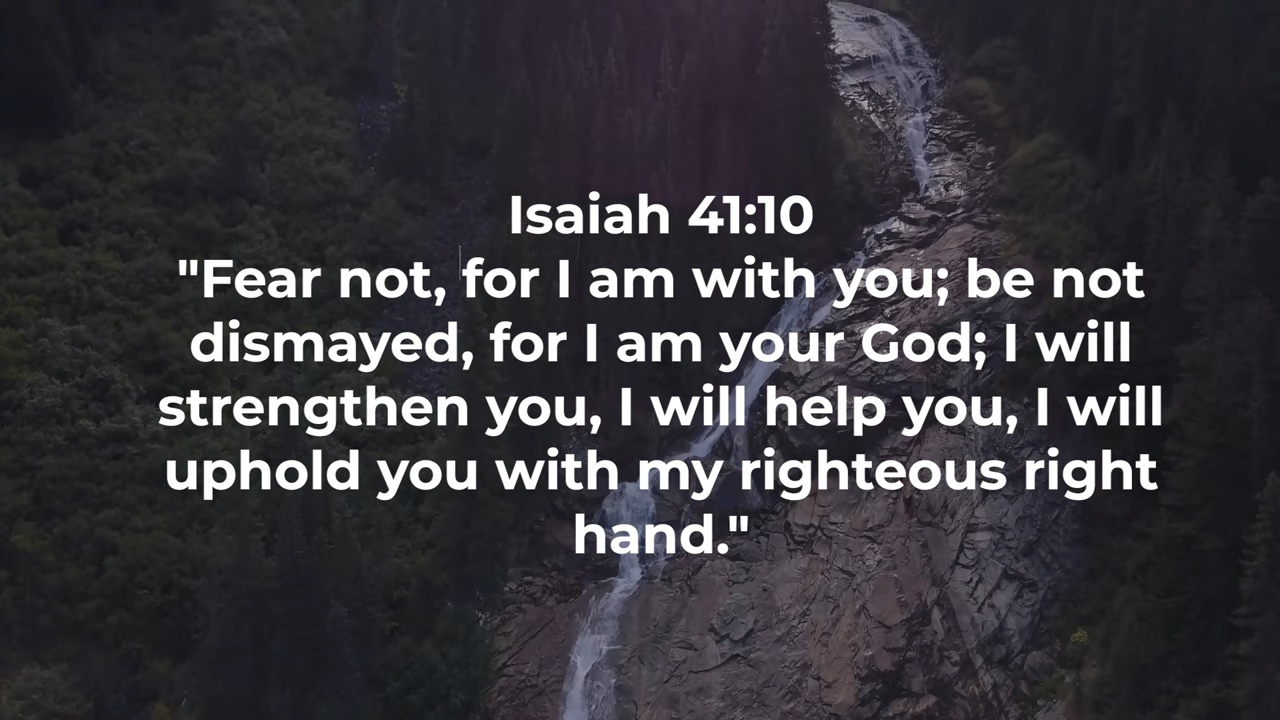 Isaiah 41:10
"Fear not, for I am with you; be not
dismayed, for I am your God; I will
strengthen you, I will help you, I will
uphold you with my righteous right
hand."